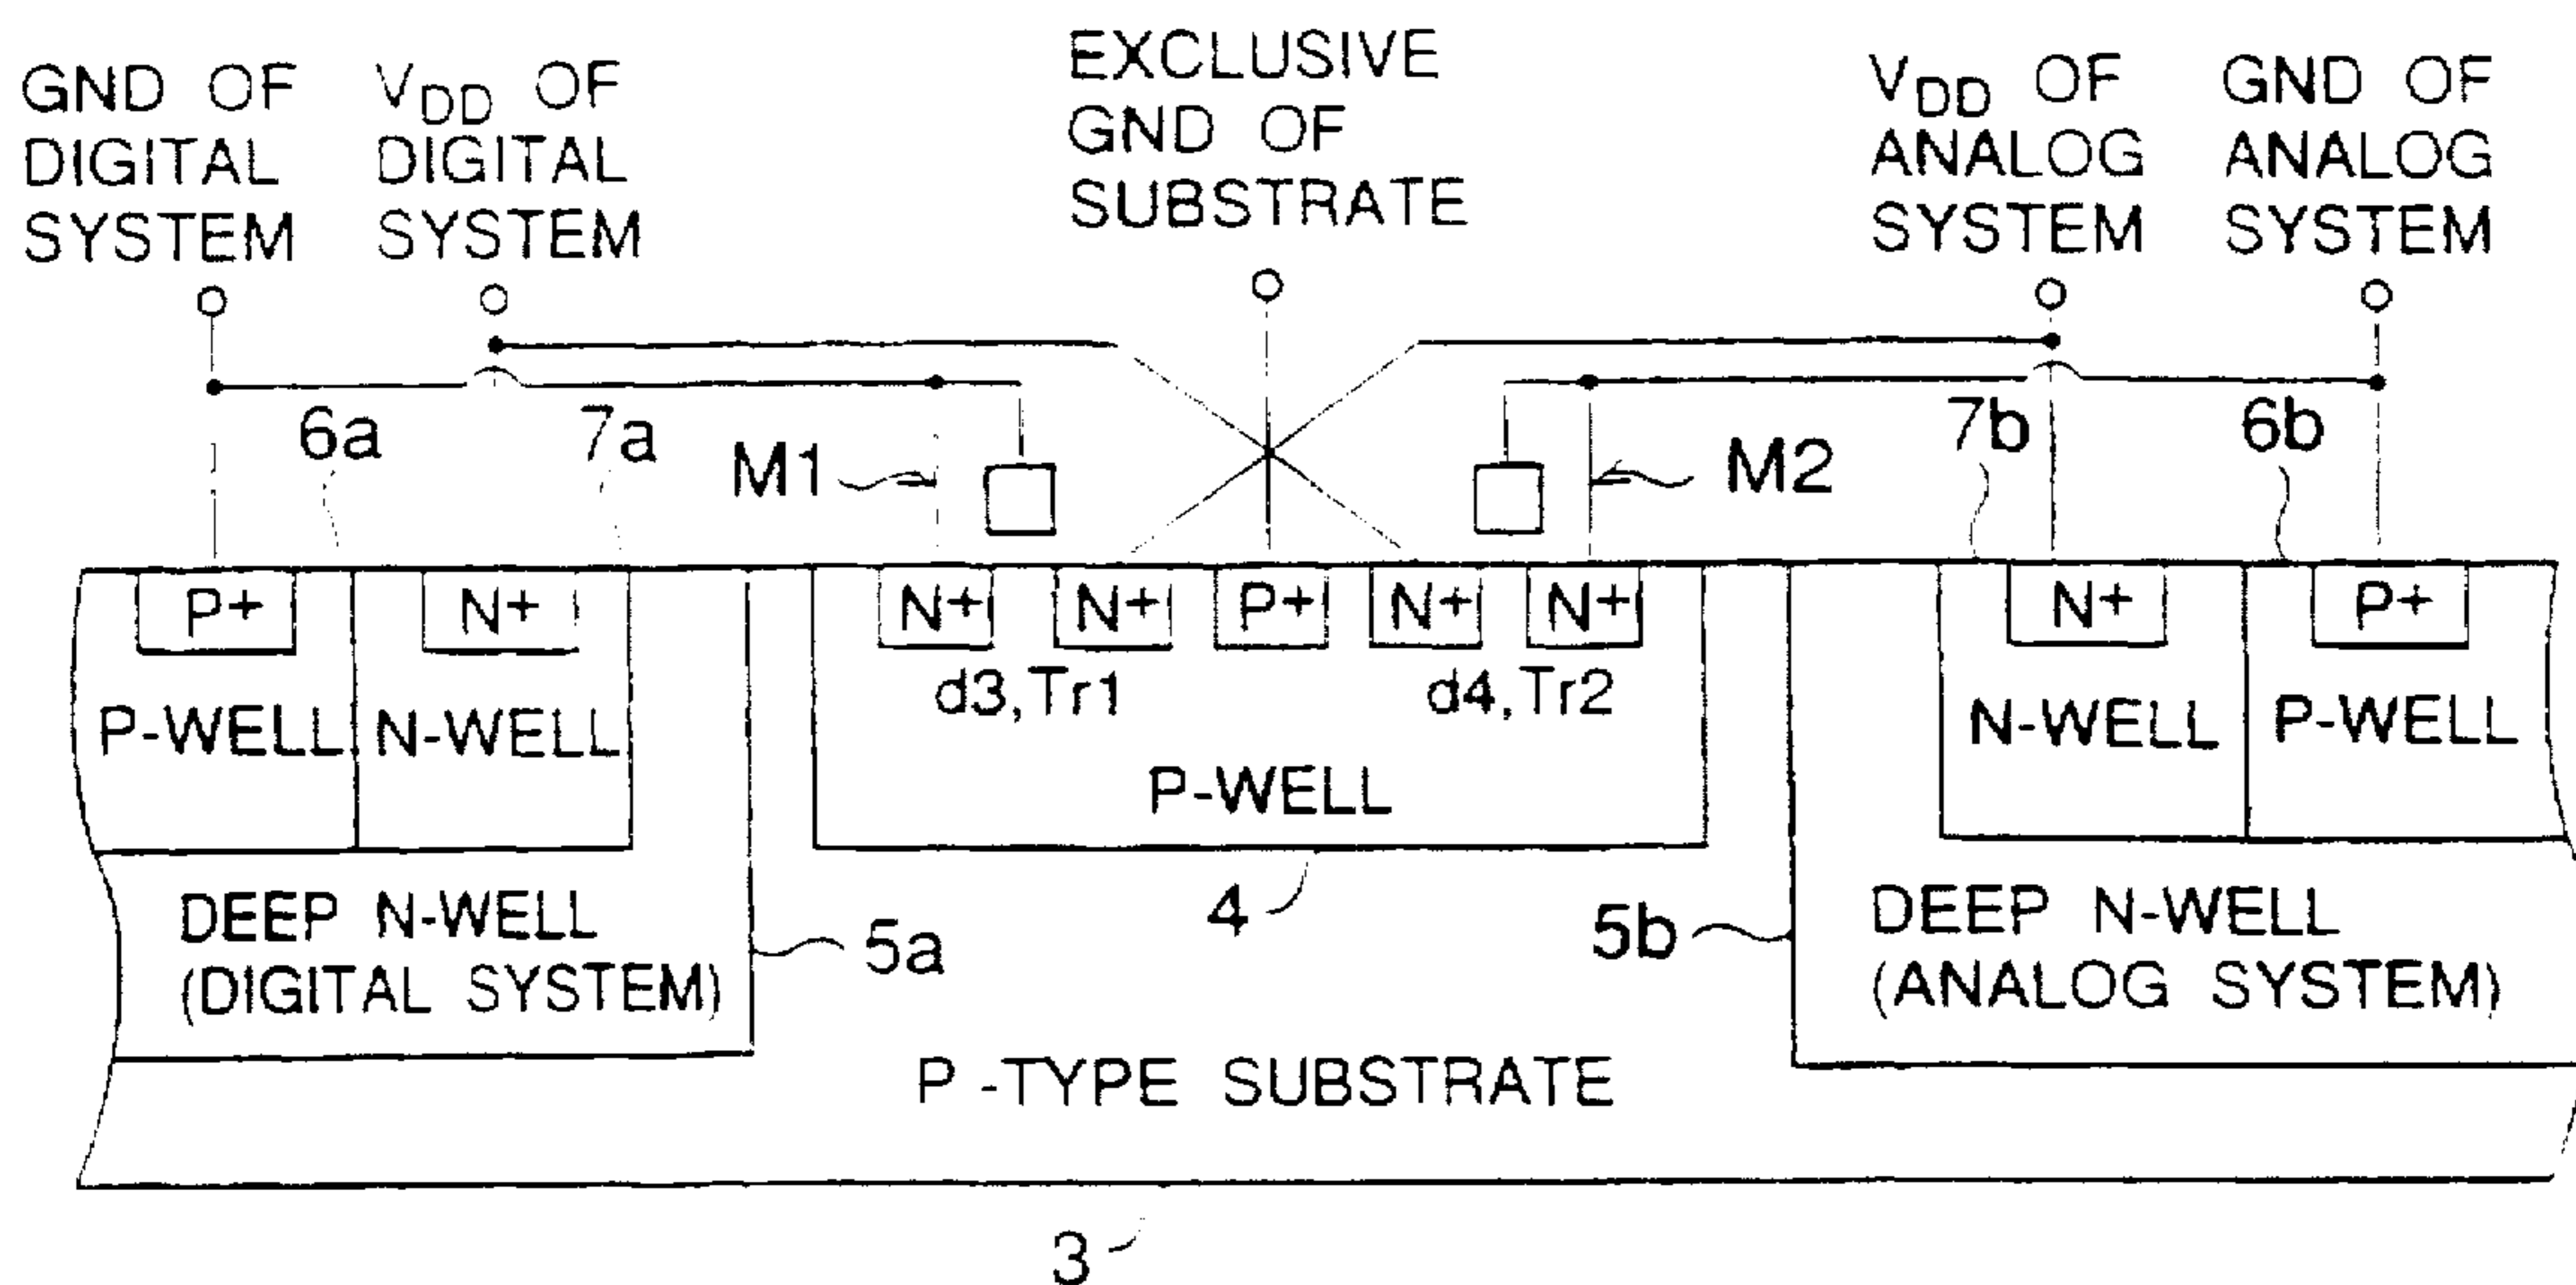 GND OF
DIGITAL
SYSTEM
VDD OF
DIGITAL
SYSTEM
EXCLUSIVE
GND OF
SUBSTRATE
VDD OF
ANALOG
SYSTEM
GND OF
ANALOG
SYSTEM
6a
7a
M1
M2
7b
6b
P+
N+
N+
N+
P+
N+
N+
N+
P+
d3,Tr1
d4,Tr2
P-WELL
N-WELL
P-WELL
N-WELL
P-WELL
DEEP N-WELL
(DIGITAL SYSTEM)
5a
4
5b
DEEP N-WELL
(ANALOG SYSTEM)
P-TYPE SUBSTRATE
3